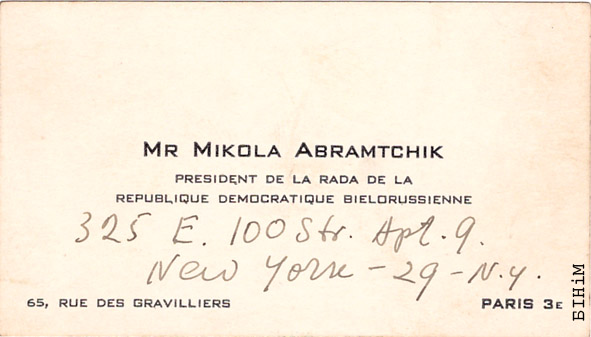 MR MIKOLA ABRAMTCHIK
PRESIDENT DE LA RADA DE LA
REPUBLIQUE DEMOCRATIQUE BIELORUSSIENNE
325 E. 100 Str. Apt. 9.
New York - 29 - N.Y.
65, RUE DES GRAVILLIERS PARIS 3E
БІНіМ